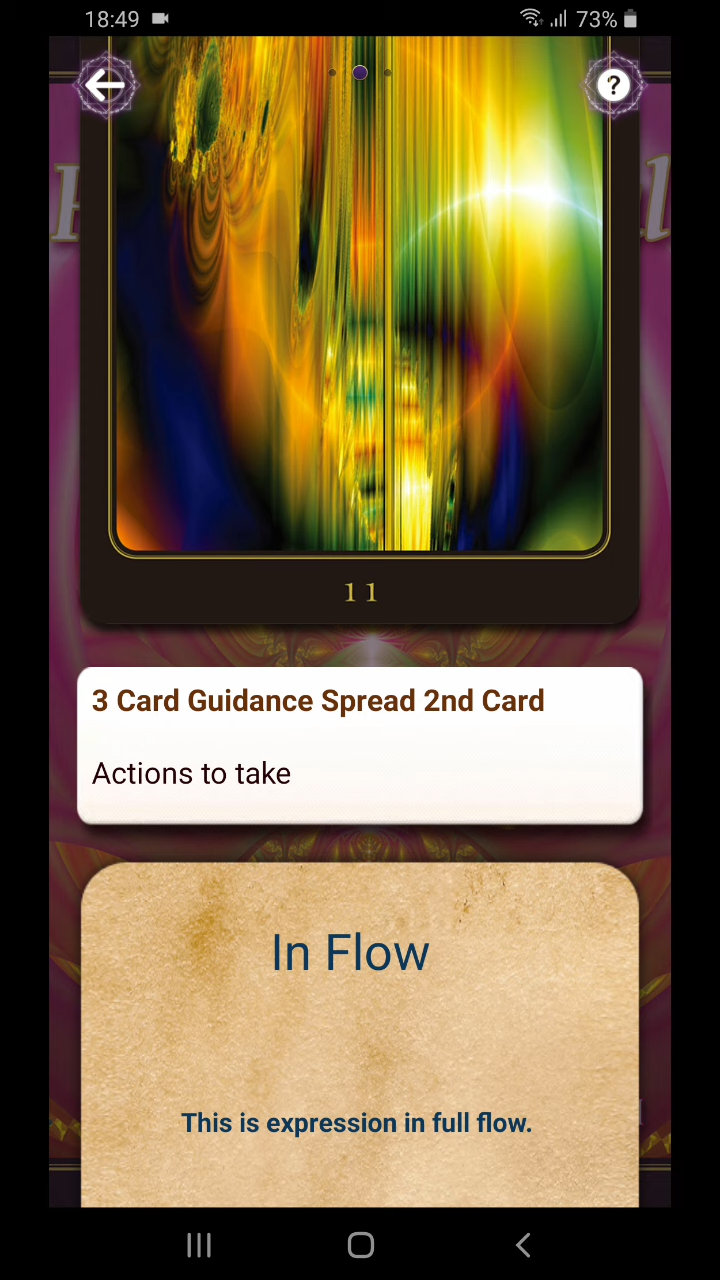 18:49
73%
?
11
3 Card Guidance Spread 2nd Card
Actions to take
In Flow
This is expression in full flow.